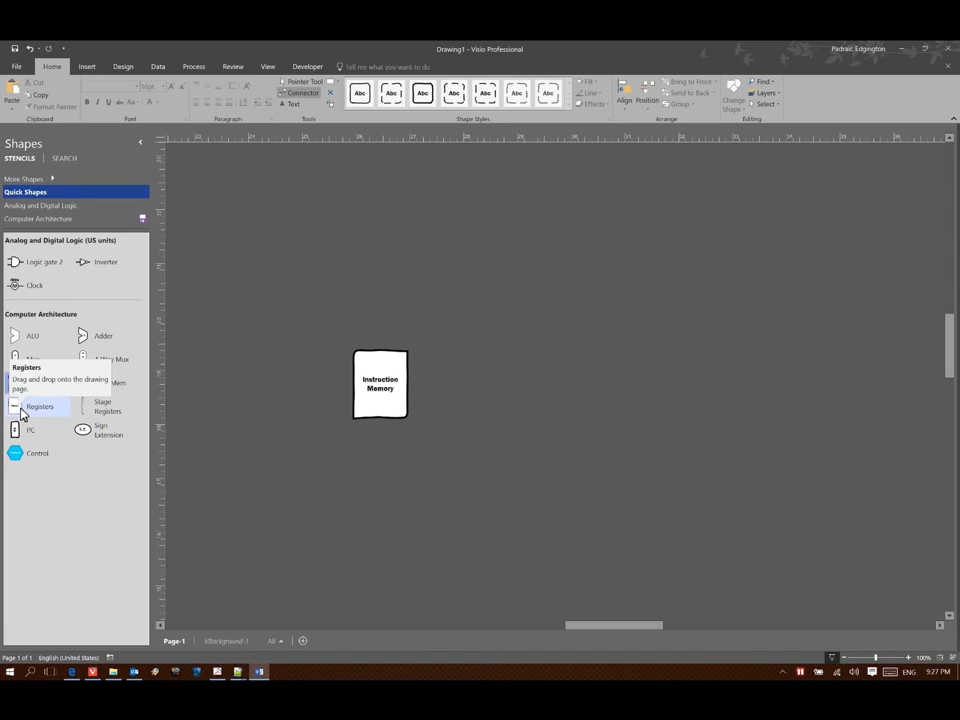 Drawing1 - Visio Professional
Padraic Edgington
File Home Insert Design Data Process Review View Developer Tell me what you want to do
Paste
Cut
Copy
Format Painter
Clipboard
10pt.
B I U abc Aa A
Font
Paragraph
Pointer Tool
Connector
A Text
Tools
Abc Abc Abc Abc Abc Abc Abc
Shape Styles
Fill
Line
Effects
Align
Position
Bring to Front
Send to Back
Group
Arrange
Change Shape
Find
Layers
Select
Editing
Shapes
STENCILS SEARCH
More Shapes
Quick Shapes
Analog and Digital Logic
Computer Architecture
Analog and Digital Logic (US units)
Logic gate 2
Inverter
Clock
Computer Architecture
ALU
Adder
Registers
Drag and drop onto the drawing page.
Registers
Stage Registers
PC
Sign Extension
S.E.
Control
Instruction
Memory
Page-1 VBackground-1 All
Page 1 of 1 English (United States)
100%
ENG 9:27 PM